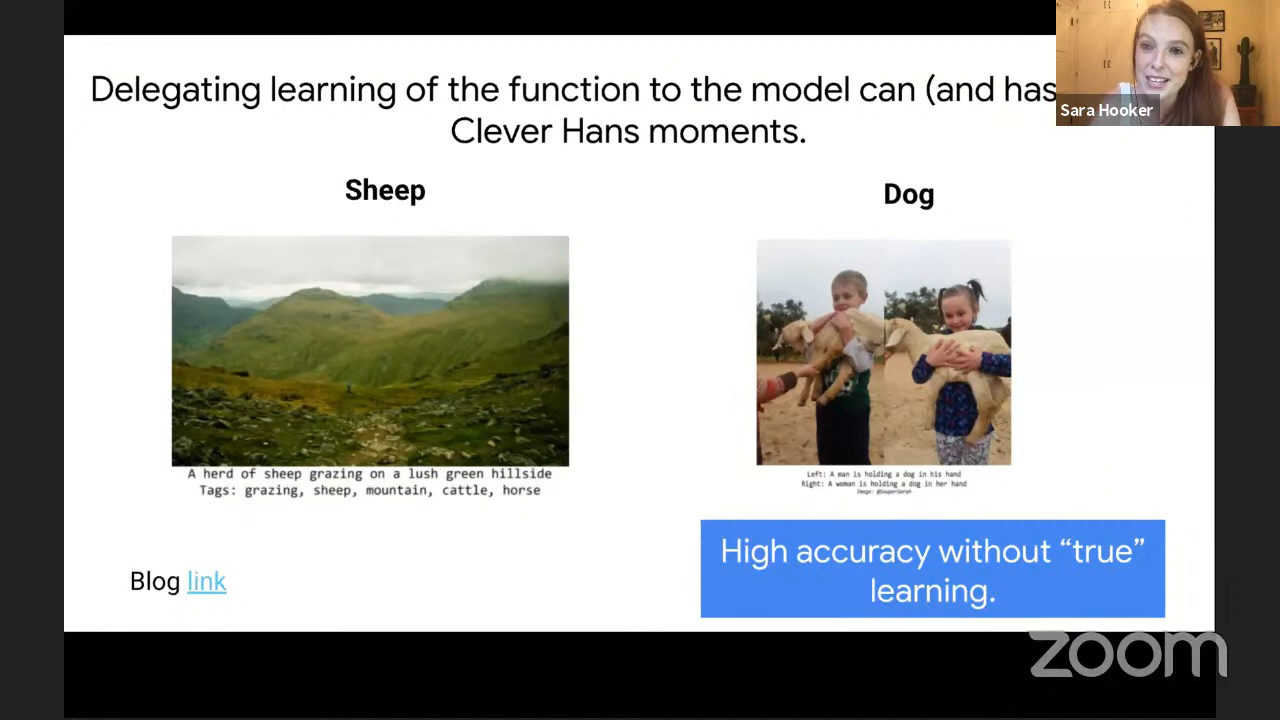 Delegating learning of the function to the model can (and has
Clever Hans moments.
Sara Hooker
Sheep
Dog
A herd of sheep grazing on a lush green hillside
Tags: grazing, sheep, mountain, cattle, horse
Left: A man is holding a dog in his hand
Right: A woman is holding a dog in her hand
Image: @SouperSarah
High accuracy without “true”
learning.
Blog link
zoom